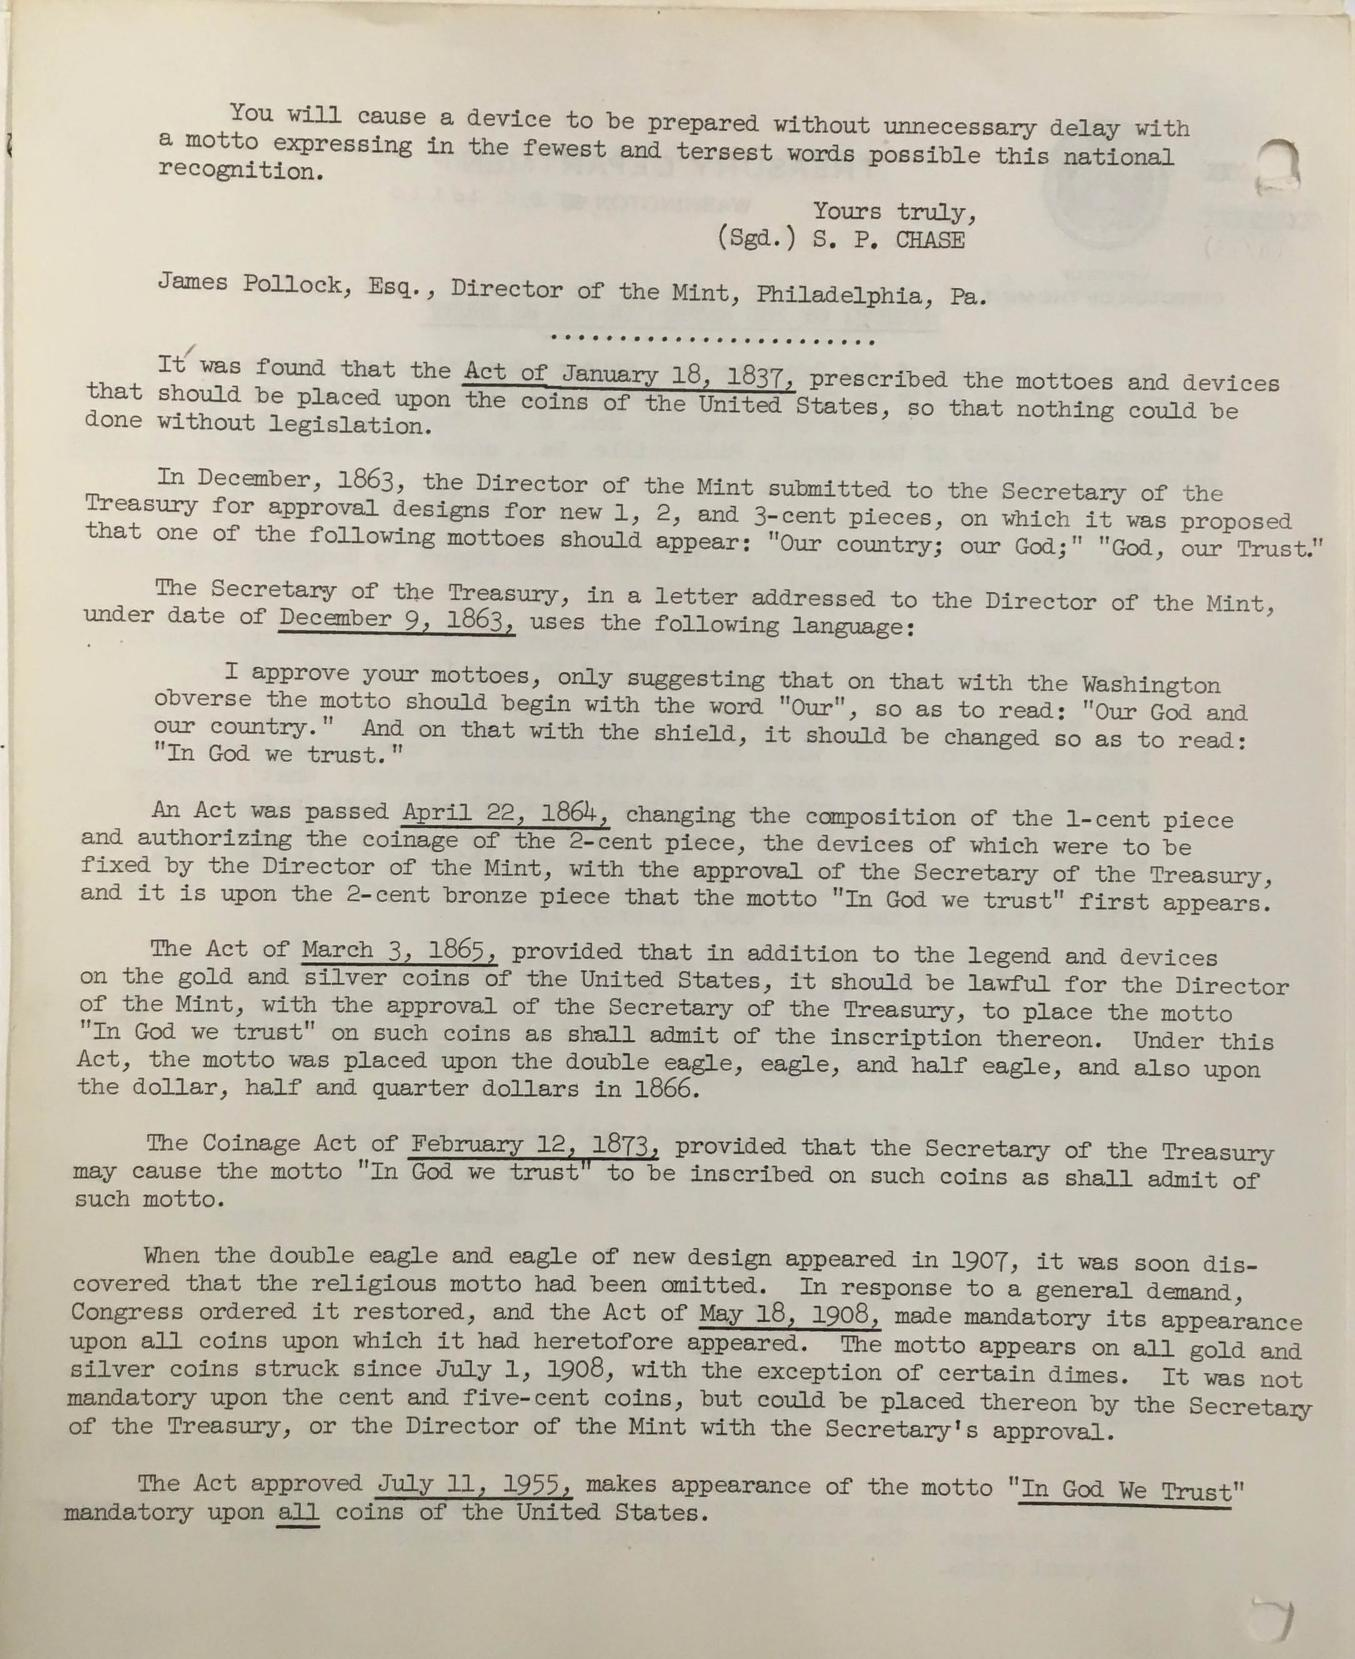 You will cause a device to be prepared without unnecessary delay with
a motto expressing in the fewest and tersest words possible this national
recognition.
Yours truly,
(Sgd.) S. P. CHASE
James Pollock, Esq., Director of the Mint, Philadelphia, Pa.
........................
It was found that the Act of January 18, 1837, prescribed the mottoes and devices
that should be placed upon the coins of the United States, so that nothing could be
done without legislation.
In December, 1863, the Director of the Mint submitted to the Secretary of the
Treasury for approval designs for new 1, 2, and 3-cent pieces, on which it was proposed
that one of the following mottoes should appear: "Our country; our God;" "God, our Trust."
The Secretary of the Treasury, in a letter addressed to the Director of the Mint,
under date of December 9, 1863, uses the following language:
I approve your mottoes, only suggesting that on that with the Washington
obverse the motto should begin with the word "Our", so as to read: "Our God and
our country." And on that with the shield, it should be changed so as to read:
"In God we trust."
An Act was passed April 22, 1864, changing the composition of the 1-cent piece
and authorizing the coinage of the 2-cent piece, the devices of which were to be
fixed by the Director of the Mint, with the approval of the Secretary of the Treasury,
and it is upon the 2-cent bronze piece that the motto "In God we trust" first appears.
The Act of March 3, 1865, provided that in addition to the legend and devices
on the gold and silver coins of the United States, it should be lawful for the Director
of the Mint, with the approval of the Secretary of the Treasury, to place the motto
"In God we trust" on such coins as shall admit of the inscription thereon. Under this
Act, the motto was placed upon the double eagle, eagle, and half eagle, and also upon
the dollar, half and quarter dollars in 1866.
The Coinage Act of February 12, 1873, provided that the Secretary of the Treasury
may cause the motto "In God we trust" to be inscribed on such coins as shall admit of
such motto.
When the double eagle and eagle of new design appeared in 1907, it was soon dis-
covered that the religious motto had been omitted. In response to a general demand,
Congress ordered it restored, and the Act of May 18, 1908, made mandatory its appearance
upon all coins upon which it had heretofore appeared. The motto appears on all gold and
silver coins struck since July 1, 1908, with the exception of certain dimes. It was not
mandatory upon the cent and five-cent coins, but could be placed thereon by the Secretary
of the Treasury, or the Director of the Mint with the Secretary's approval.
The Act approved July 11, 1955, makes appearance of the motto "In God We Trust"
mandatory upon all coins of the United States.